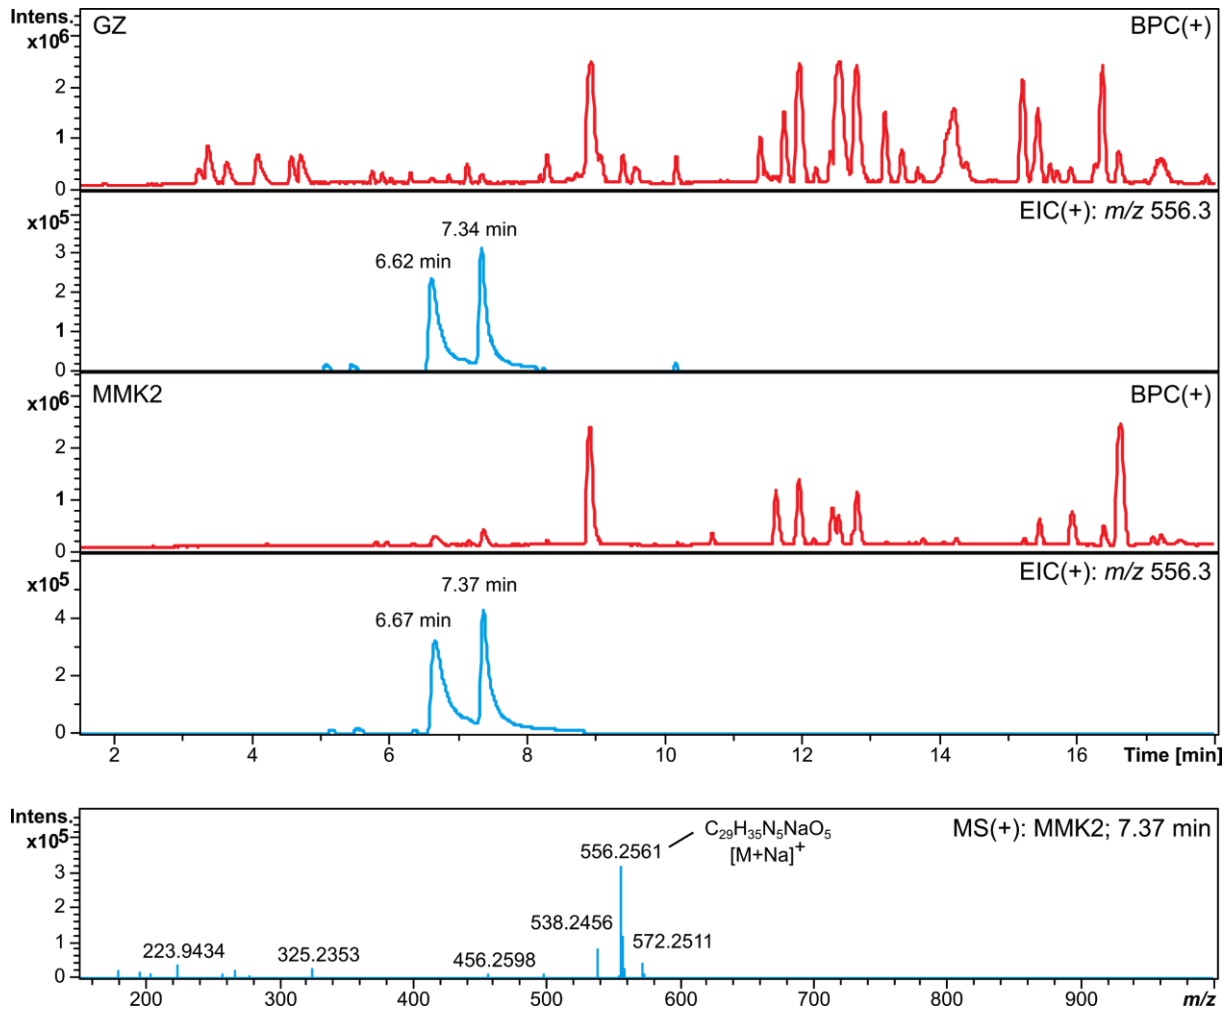 Intens.
x10⁶
GZ
BPC(+)
2
1
0
x10⁵
EIC(+): m/z 556.3
7.34 min
6.62 min
3
2
1
0
x10⁶
MMK2
BPC(+)
2
1
0
x10⁵
EIC(+): m/z 556.3
7.37 min
6.67 min
4
2
0
2 4 6 8 10 12 14 16 Time [min]
Intens.
x10⁵
MS(+): MMK2; 7.37 min
C₂₉H₃₅N₅NaO₅
[M+Na]⁺
556.2561
3
2
538.2456
572.2511
1
223.9434
325.2353
456.2598
0
200 300 400 500 600 700 800 900 m/z